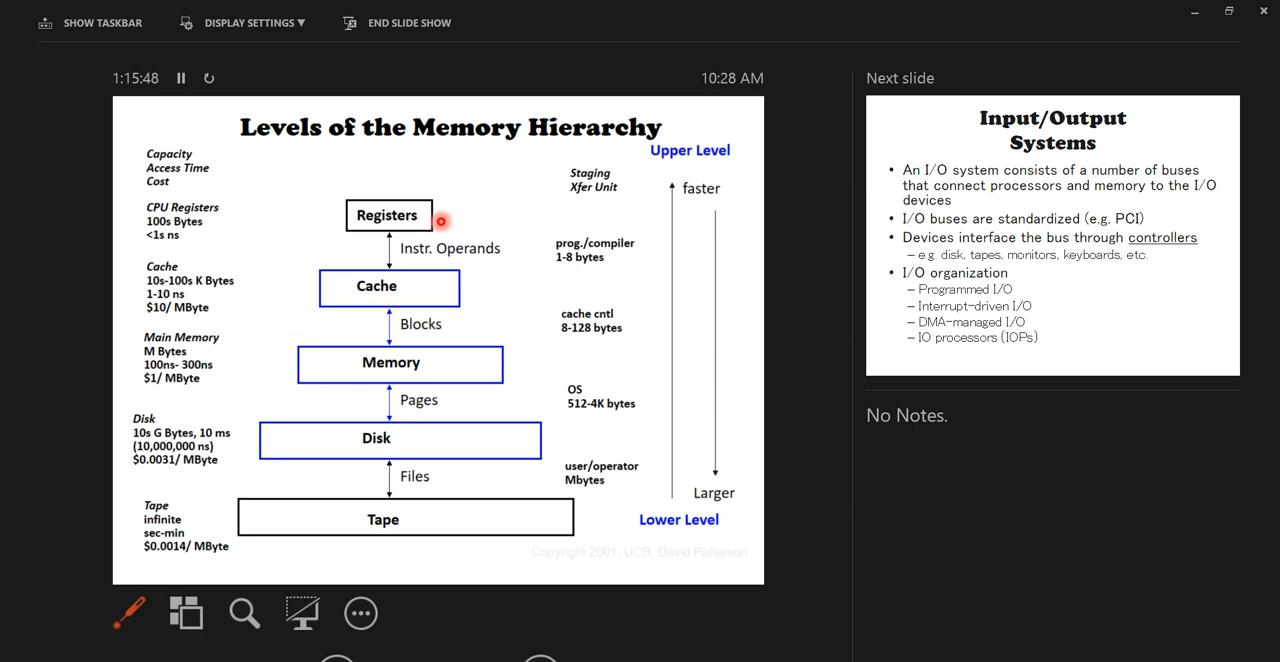 SHOW TASKBAR
DISPLAY SETTINGS ▼
END SLIDE SHOW
1:15:48
10:28 AM
Levels of the Memory Hierarchy
Upper Level
Capacity
Access Time
Cost
Staging
Xfer Unit
faster
CPU Registers
100s Bytes
<1s ns
Registers
Instr. Operands
prog./compiler
1-8 bytes
Cache
10s-100s K Bytes
1-10 ns
$10/ MByte
Cache
Blocks
cache cntl
8-128 bytes
Main Memory
M Bytes
100ns- 300ns
$1/ MByte
Memory
Pages
OS
512-4K bytes
Disk
10s G Bytes, 10 ms
(10,000,000 ns)
$0.0031/ MByte
Disk
Files
user/operator
Mbytes
Larger
Lower Level
Tape
infinite
sec-min
$0.0014/ MByte
Tape
Copyright 2001, UCB, David Patterson
Next slide
Input/Output
Systems
• An I/O system consists of a number of buses
that connect processors and memory to the I/O
devices
• I/O buses are standardized (e.g. PCI)
• Devices interface the bus through controllers
– e.g. disk, tapes, monitors, keyboards, etc.
• I/O organization
– Programmed I/O
– Interrupt-driven I/O
– DMA-managed I/O
– IO processors (IOPs)
No Notes.